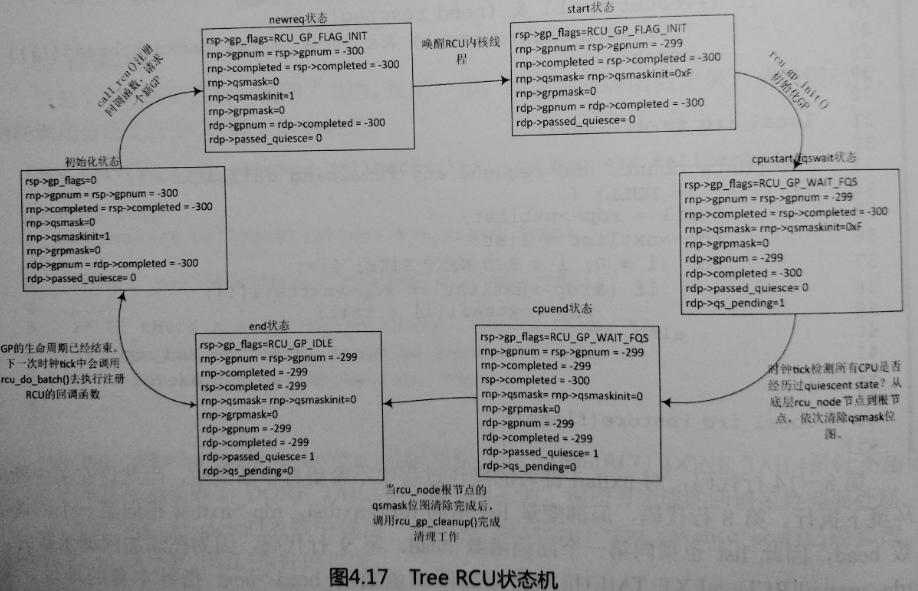 newreq状态
rsp->gp_flags=RCU_GP_FLAG_INIT
rnp->gpnum = rsp->gpnum = -300
rnp->completed = rsp->completed = -300
rnp->qsmask=0
rnp->qsmaskinit=1
rnp->grpmask=0
rdp->gpnum = rdp->completed = -300
rdp->passed_quiesce= 0
唤醒RCU内核线
程
start状态
rsp->gp_flags=RCU_GP_FLAG_INIT
rnp->gpnum = rsp->gpnum = -299
rnp->completed = rsp->completed = -300
rnp->qsmask= rnp->qsmaskinit=0xF
rnp->grpmask=0
rdp->gpnum = rdp->completed = -300
rdp->passed_quiesce= 0
rcu_gp_init()
初始化GP
cpustart/fqswait状态
rsp->gp_flags=RCU_GP_WAIT_FQS
rnp->gpnum = rsp->gpnum = -299
rnp->completed = rsp->completed = -300
rnp->qsmask= rnp->qsmaskinit=0xF
rnp->grpmask=0
rdp->gpnum = -299
rdp->completed = -300
rdp->passed_quiesce= 0
rdp->qs_pending=1
时钟tick检测所有CPU是否
经历过quiescent state？从
底层rcu_node节点到根节
点，依次清除qsmask位
图。
cpuend状态
rsp->gp_flags=RCU_GP_WAIT_FQS
rnp->gpnum = rsp->gpnum = -299
rnp->completed = -299
rsp->completed = -300
rnp->qsmask= rnp->qsmaskinit=0
rnp->grpmask=0
rdp->gpnum = -299
rdp->completed = -299
rdp->passed_quiesce= 1
rdp->qs_pending=0
当rcu_node根节点的
qsmask位图清除完成后，
调用rcu_gp_cleanup()完成
清理工作
end状态
rsp->gp_flags=RCU_GP_IDLE
rnp->gpnum = rsp->gpnum = -299
rnp->completed = -299
rsp->completed = -299
rnp->qsmask= rnp->qsmaskinit=0
rnp->grpmask=0
rdp->gpnum = -299
rdp->completed = -299
rdp->passed_quiesce= 1
rdp->qs_pending=0
GP的生命周期已经结束。
下一次时钟tick中会调用
rcu_do_batch()去执行注册
RCU的回调函数
初始化状态
rsp->gp_flags=0
rnp->gpnum = rsp->gpnum = -300
rnp->completed = rsp->completed = -300
rnp->qsmask=0
rnp->qsmaskinit=1
rnp->grpmask=0
rdp->gpnum = rdp->completed = -300
rdp->passed_quiesce= 0
call_rcu()注册
回调函数，请求
一个新GP
图4.17 Tree RCU状态机